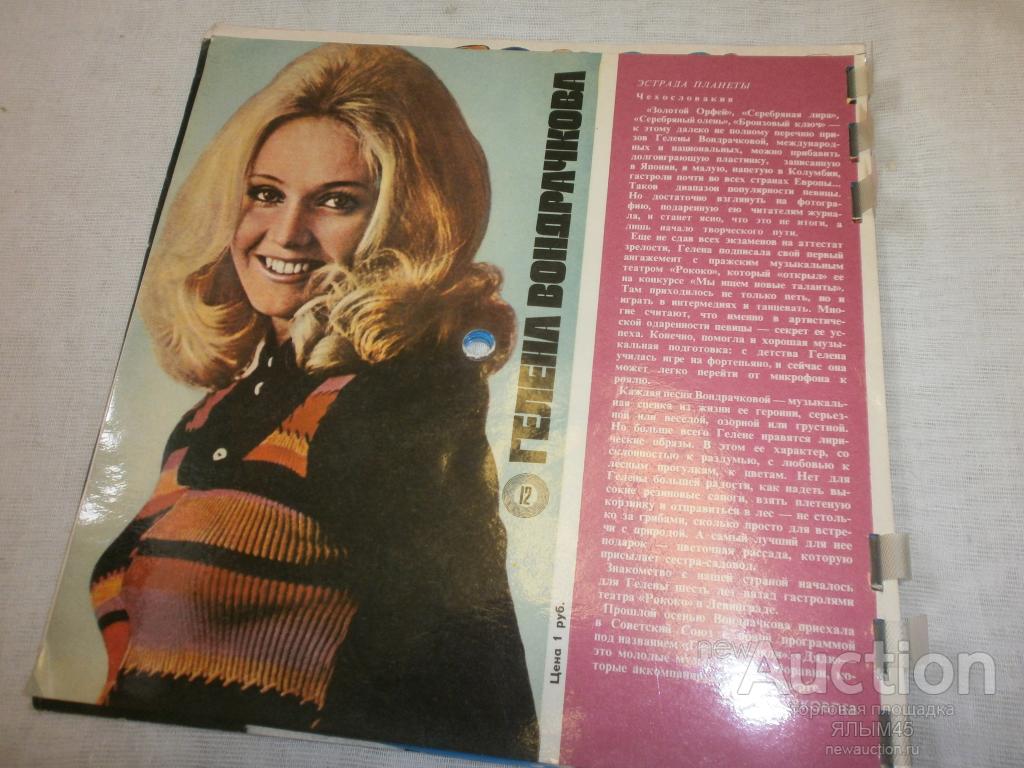 ГЕЛЕНА ВОНДРАЧКОВА
12
Цена 1 руб.
ЭСТРАДА ПЛАНЕТЫ
Чехословакия
«Золотой Орфей», «Серебряная лира»,
«Серебряный олень», «Бронзовый ключ» —
к этому далеко не полному перечню при-
зов Гелены Вондрачковой, международ-
ных и национальных, можно прибавить
долгоиграющую пластинку, записанную
в Японии, и малую, напетую в Колумбии,
гастроли почти во всех странах Европы...
Таков диапазон популярности певицы.
Но достаточно взглянуть на фотогра-
фию, подаренную ею читателям журна-
ла, и станет ясно, что это не итоги, а
лишь начало творческого пути.
Еще не сдав всех экзаменов на аттестат
зрелости, Гелена подписала свой первый
ангажемент с пражским музыкальным
театром «Рококо», который «открыл» ее
на конкурсе «Мы ищем новые таланты».
Там приходилось не только петь, но и
играть в интермедиях и танцевать. Мно-
гие считают, что именно в артистиче-
ской одаренности певицы — секрет ее ус-
пеха. Конечно, помогла и хорошая музы-
кальная подготовка: с детства Гелена
училась игре на фортепьяно, и сейчас она
может легко перейти от микрофона к
роялю.
Каждая песня Вондрачковой — музыкаль-
ная сценка из жизни ее героини, серьез-
ной или веселой, озорной или грустной.
Но больше всего Гелене нравятся лири-
ческие образы. В этом ее характер, со
склонностью к раздумью, с любовью к
лесным прогулкам, к цветам. Нет для
Гелены большей радости, как надеть вы-
сокие резиновые сапоги, взять плетеную
корзинку и отправиться в лес — не столь-
ко за грибами, сколько просто для встре-
чи с природой. А самый лучший для нее
подарок — цветочная рассада, которую
присылает сестра-садовод.
Знакомство с нашей страной началось
для Гелены шесть лет назад гастролями
театра «Рококо» в Ленинграде.
Прошлой осенью Вондрачкова приехала
в Советский Союз с новой программой
под названием
это молодые
торые аккомпани
newAuction
торговая площадка
ЯЛЫМ45
newauction.ru